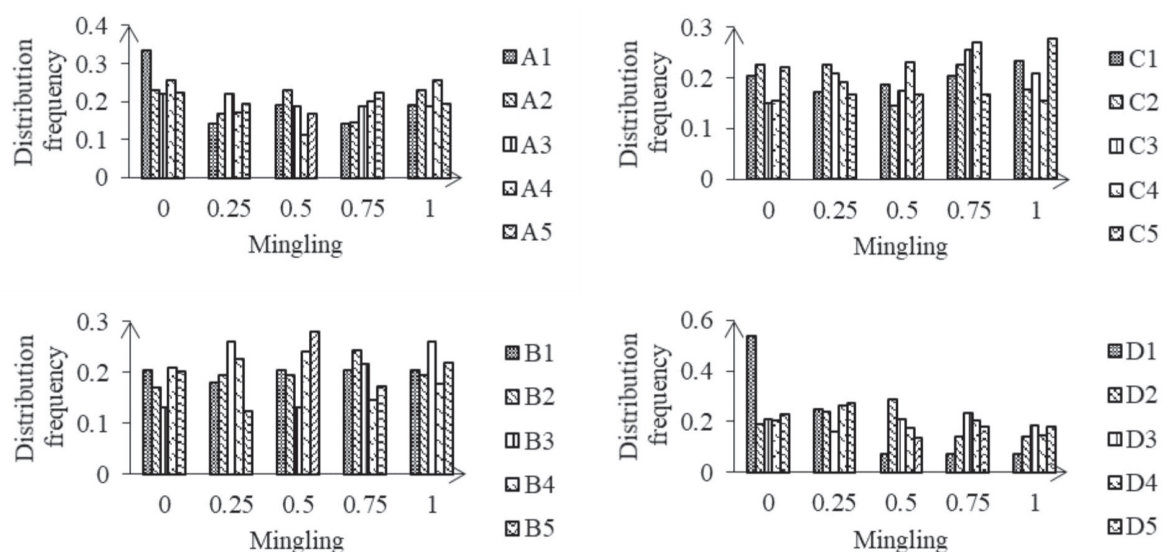 Distribution
frequency
0.4
0.3
0.2
0.1
0
0
0.25
0.5
0.75
1
Mingling
A1
A2
A3
A4
A5
Distribution
frequency
0.3
0.2
0.1
0
0
0.25
0.5
0.75
1
Mingling
C1
C2
C3
C4
C5
Distribution
frequency
0.3
0.2
0.1
0
0
0.25
0.5
0.75
1
Mingling
B1
B2
B3
B4
B5
Distribution
frequency
0.6
0.4
0.2
0
0
0.25
0.5
0.75
1
Mingling
D1
D2
D3
D4
D5